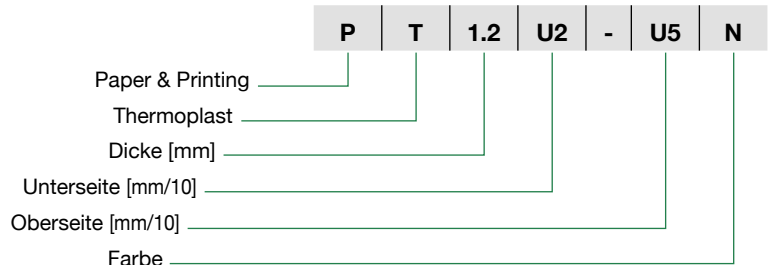 P T 1.2 U2 - U5 N
Paper & Printing
Thermoplast
Dicke [mm]
Unterseite [mm/10]
Oberseite [mm/10]
Farbe